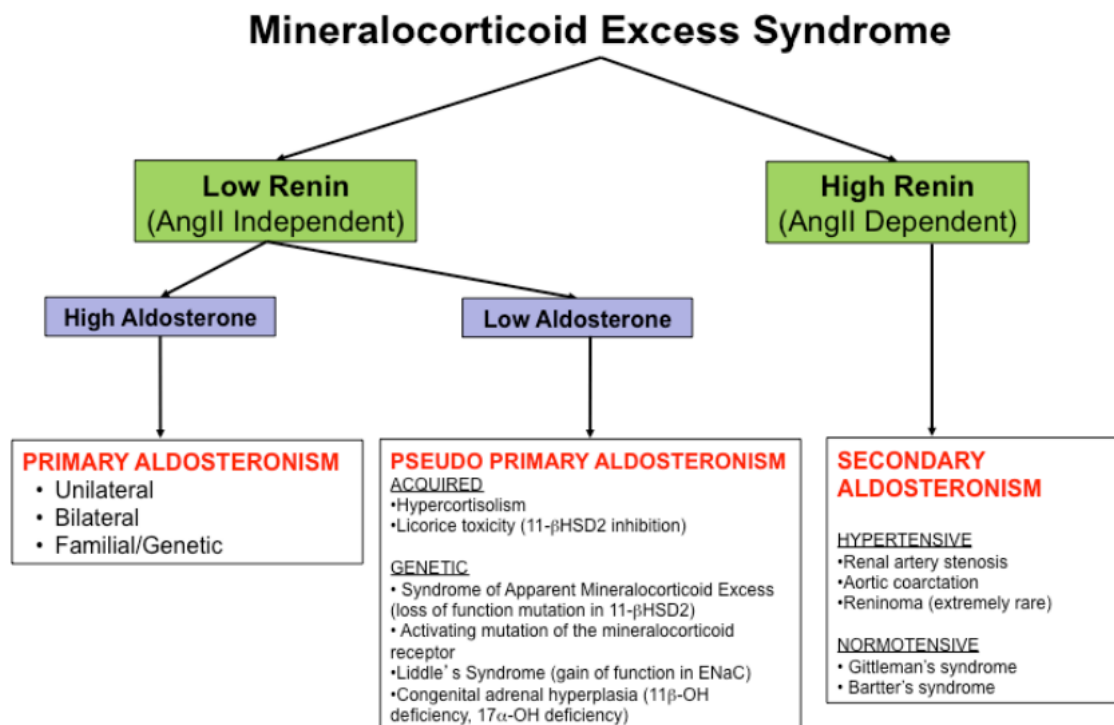 Mineralocorticoid Excess Syndrome
Low Renin
(AngII Independent)
High Renin
(AngII Dependent)
High Aldosterone
Low Aldosterone
PRIMARY ALDOSTERONISM
• Unilateral
• Bilateral
• Familial/Genetic
PSEUDO PRIMARY ALDOSTERONISM
ACQUIRED
•Hypercortisolism
•Licorice toxicity (11-βHSD2 inhibition)
GENETIC
• Syndrome of Apparent Mineralocorticoid Excess
(loss of function mutation in 11-βHSD2)
• Activating mutation of the mineralocorticoid
receptor
•Liddle's Syndrome (gain of function in ENaC)
•Congenital adrenal hyperplasia (11β-OH
deficiency, 17α-OH deficiency)
SECONDARY
ALDOSTERONISM
HYPERTENSIVE
•Renal artery stenosis
•Aortic coarctation
•Reninoma (extremely rare)
NORMOTENSIVE
• Gittleman's syndrome
• Bartter's syndrome